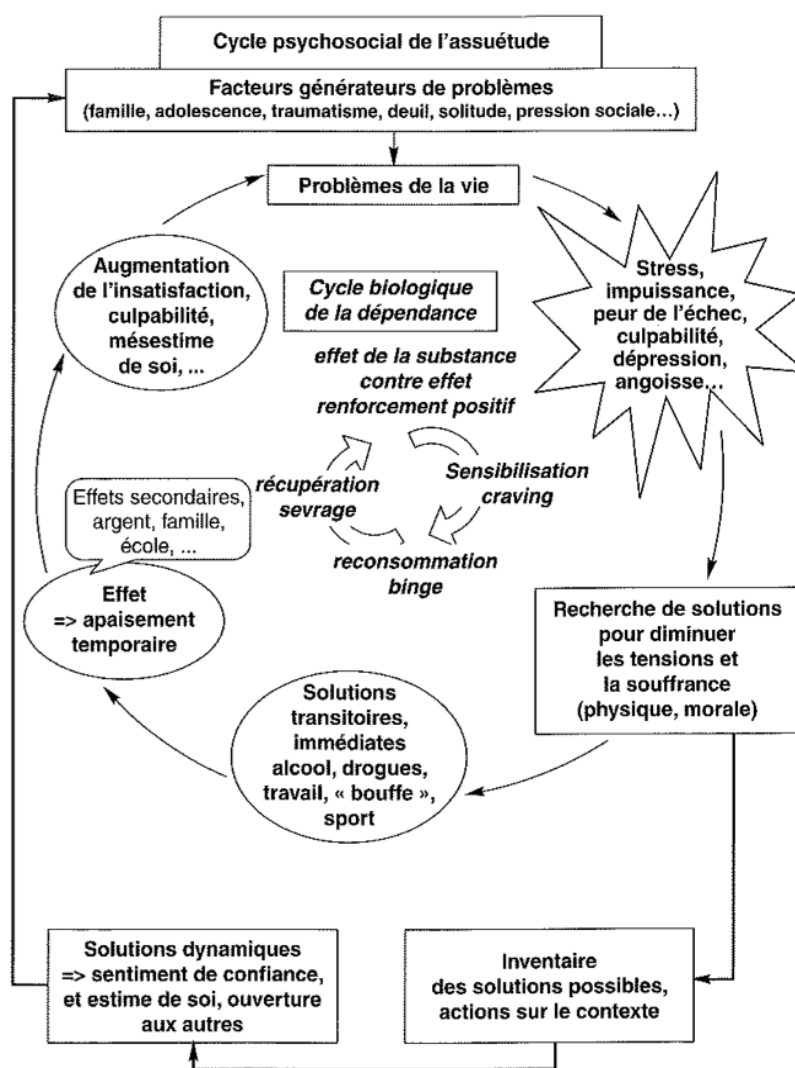 Cycle psychosocial de l'assuétude
Facteurs générateurs de problèmes
(famille, adolescence, traumatisme, deuil, solitude, pression sociale...)
Problèmes de la vie
Augmentation
de l'insatisfaction,
culpabilité,
mésestime
de soi, ...
Cycle biologique
de la dépendance
Stress,
impuissance,
peur de l'échec,
culpabilité,
dépression,
angoisse...
effet de la substance
contre effet
renforcement positif
récupération
sevrage
Sensibilisation
craving
reconsommation
binge
Effets secondaires,
argent, famille,
école, ...
Effet
=> apaisement
temporaire
Recherche de solutions
pour diminuer
les tensions et
la souffrance
(physique, morale)
Solutions
transitoires,
immédiates
alcool, drogues,
travail, « bouffe »,
sport
Solutions dynamiques
=> sentiment de confiance,
et estime de soi, ouverture
aux autres
Inventaire
des solutions possibles,
actions sur le contexte